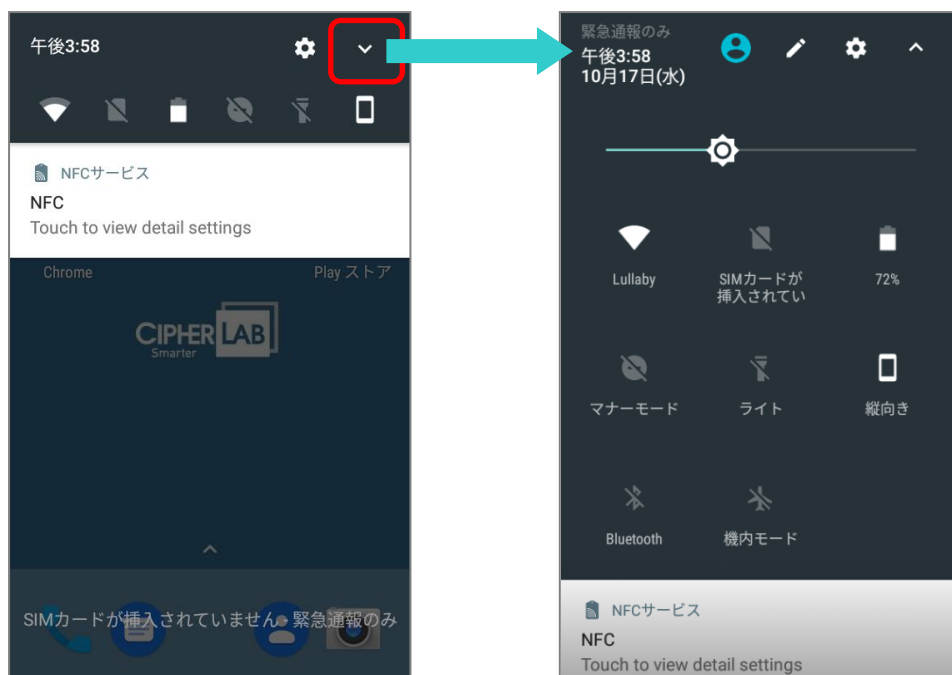 午後3:58
NFCサービス
NFC
Touch to view detail settings
Chrome
Play ストア
CIPHERLAB
Smarter
SIMカードが挿入されていません - 緊急通報のみ
緊急通報のみ
午後3:58
10月17日(水)
Lullaby
SIMカードが
挿入されてい
72%
マナーモード
ライト
縦向き
Bluetooth
機内モード
NFCサービス
NFC
Touch to view detail settings